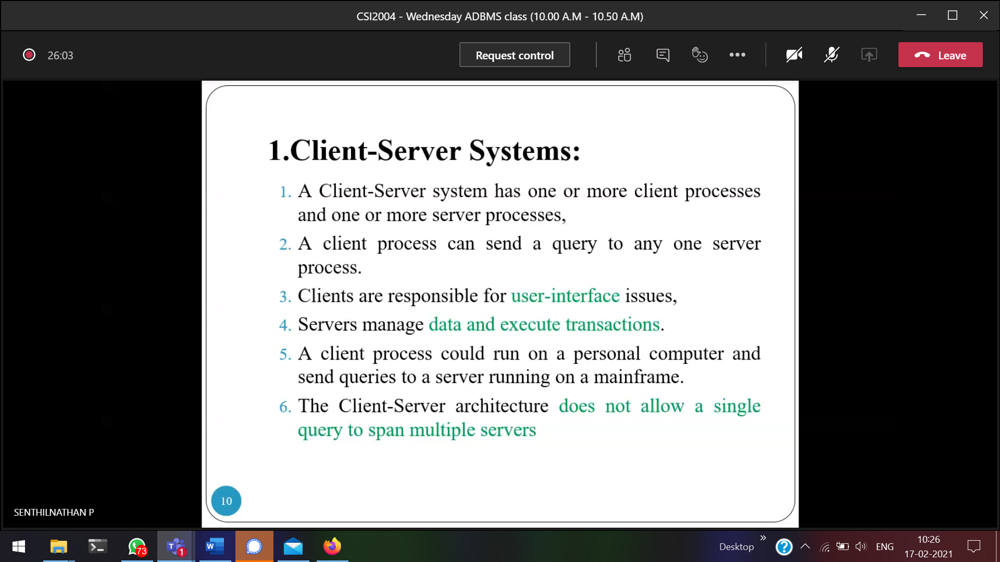 CSI2004 - Wednesday ADBMS class (10.00 A.M - 10.50 A.M)
26:03
Request control
Leave
1.Client-Server Systems:
1. A Client-Server system has one or more client processes
and one or more server processes,
2. A client process can send a query to any one server
process.
3. Clients are responsible for user-interface issues,
4. Servers manage data and execute transactions.
5. A client process could run on a personal computer and
send queries to a server running on a mainframe.
6. The Client-Server architecture does not allow a single
query to span multiple servers
10
SENTHILNATHAN P
73
T
1
W
Desktop
ENG
10:26
17-02-2021